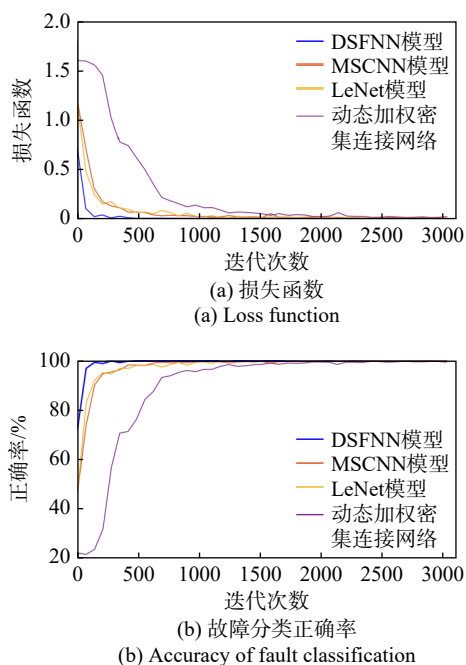 2.0
1.5
1.0
0.5
0
损失函数
DSFNN模型
MSCNN模型
LeNet模型
动态加权密
集连接网络
0 500 1000 1500 2000 2500 3000
迭代次数
(a) 损失函数
(a) Loss function
100
80
60
40
20
正确率/%
DSFNN模型
MSCNN模型
LeNet模型
动态加权密
集连接网络
0 500 1000 1500 2000 2500 3000
迭代次数
(b) 故障分类正确率
(b) Accuracy of fault classification